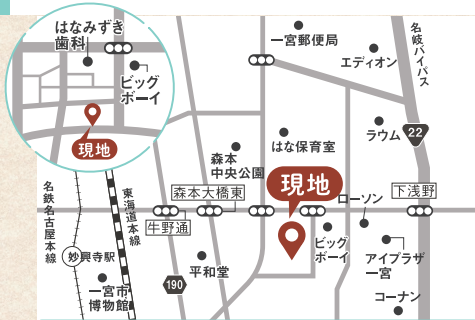 はなみずき
歯科
ビッグ
ボーイ
現地
一宮郵便局
エディオン
名岐バイパス
22
ラウム
はな保育室
森本
中央公園
現地
森本大橋東
牛野通
ローソン
下浅野
名鉄名古屋本線
東海道本線
妙興寺駅
一宮市
博物館
190
平和堂
ビッグ
ボーイ
アイプラザ
一宮
コーナン